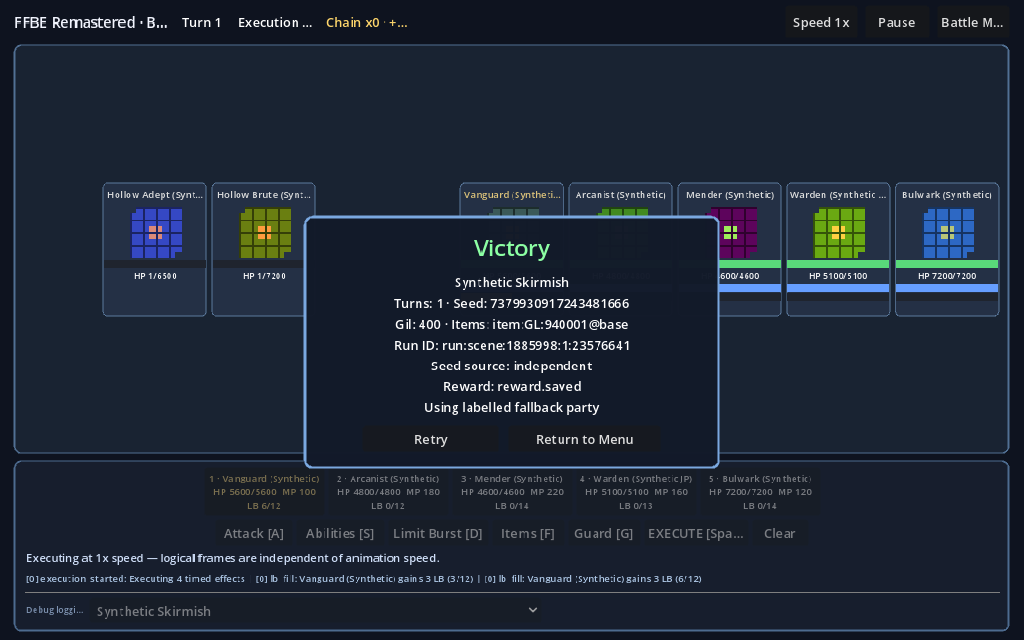 FFBE Remastered · B... Turn 1 Execution ... Chain x0 · +... Speed 1x Pause Battle M...
Hollow Adept (Synt... Hollow Brute (Synt... Vanguard (Syntheti... Arcanist (Synthetic) Mender (Synthetic) Warden (Synthetic ... Bulwark (Synthetic)
HP 1/6500 HP 1/7200 600/4600 HP 5100/5100 HP 7200/7200
Victory
Synthetic Skirmish
Turns: 1 · Seed: 7379930917243481666
Gil: 400 · Items: item:GL:940001@base
Run ID: run:scene:1885998:1:23576641
Seed source: independent
Reward: reward.saved
Using labelled fallback party
Retry Return to Menu
1 · Vanguard (Synthetic) 2 · Arcanist (Synthetic) 3 · Mender (Synthetic) 4 · Warden (Synthetic JP) 5 · Bulwark (Synthetic)
HP 5600/5600 MP 100 HP 4800/4800 MP 180 HP 4600/4600 MP 220 HP 5100/5100 MP 160 HP 7200/7200 MP 120
LB 6/12 LB 0/12 LB 0/14 LB 0/13 LB 0/14
Attack [A] Abilities [S] Limit Burst [D] Items [F] Guard [G] EXECUTE [Spa... Clear
Executing at 1x speed — logical frames are independent of animation speed.
[0] execution started: Executing 4 timed effects | [0] lb fill: Vanguard (Synthetic) gains 3 LB (3/12) | [0] lb fill: Vanguard (Synthetic) gains 3 LB (6/12)
Debug loggi... Synthetic Skirmish